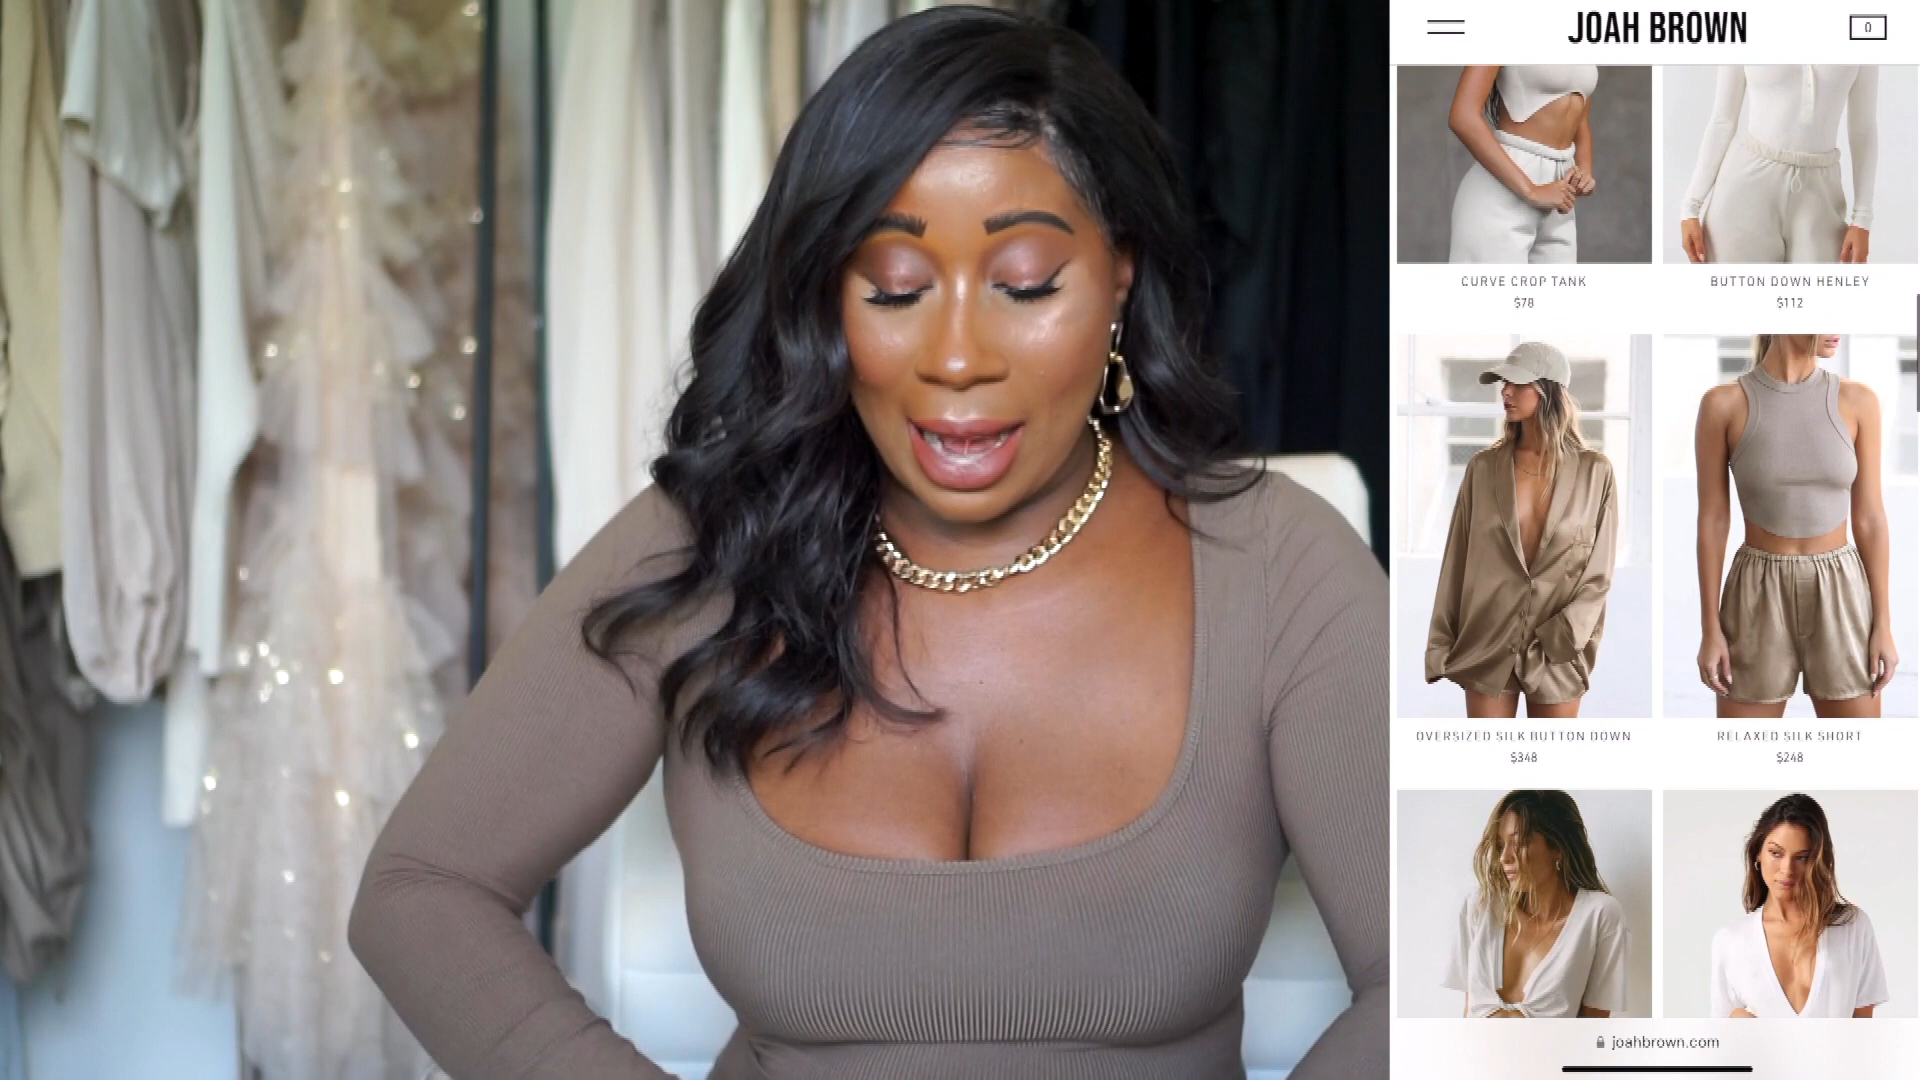 JOAH BROWN
0
CURVE CROP TANK
$78
BUTTON DOWN HENLEY
$112
OVERSIZED SILK BUTTON DOWN
$348
RELAXED SILK SHORT
$248
joahbrown.com